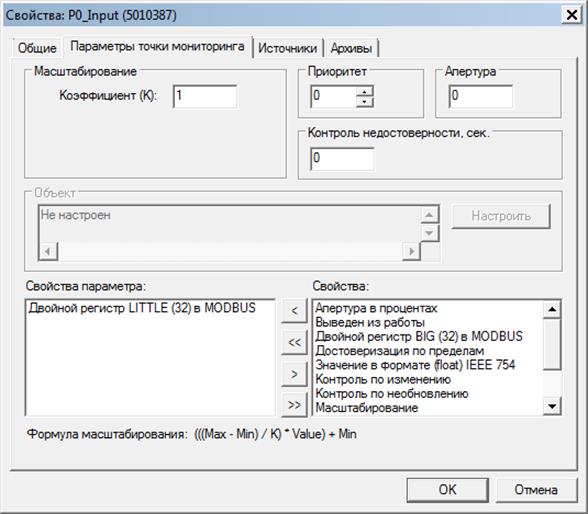 Свойства: P0_Input (5010387)
Общие Параметры точки мониторинга Источники Архивы
Масштабирование Приоритет Апертура
Коэффициент (К): 1 0 0
Контроль недостоверности, сек.
0
Объект
Не настроен Настроить
Свойства параметра: Свойства:
Двойной регистр LITTLE (32) в MODBUS
<
<<
>
>>
Апертура в процентах
Выведен из работы
Двойной регистр BIG (32) в MODBUS
Достоверизация по пределам
Значение в Формате (float) IEEE 754
Контроль по изменению
Контроль по необновлению
Масштабирование
Формула масштабирования: (((Max - Min) / K) * Value) + Min
OK Отмена